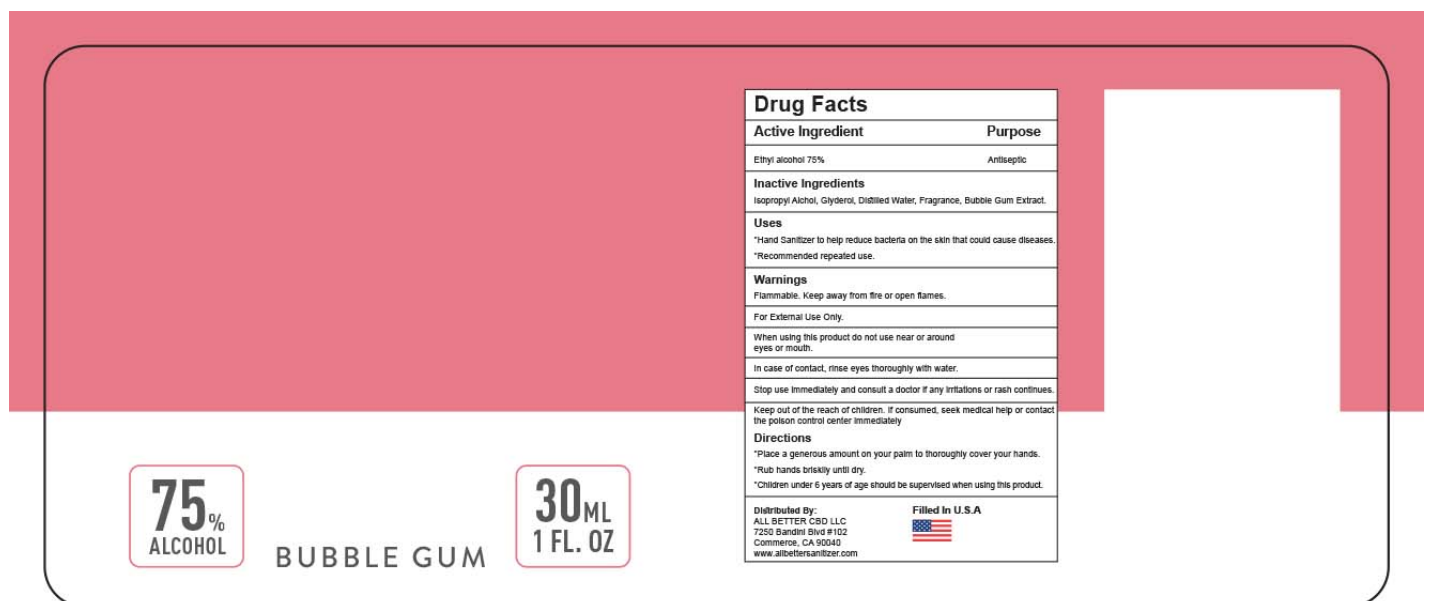 Drug Facts
Active Ingredient Purpose
Ethyl alcohol 75% Antiseptic
Inactive Ingredients
Isopropyl Alchol, Glyderol, Distilled Water, Fragrance, Bubble Gum Extract.
Uses
*Hand Sanitizer to help reduce bacteria on the skin that could cause diseases.
*Recommended repeated use.
Warnings
Flammable. Keep away from fire or open flames.
For External Use Only.
When using this product do not use near or around
eyes or mouth.
In case of contact, rinse eyes thoroughly with water.
Stop use immediately and consult a doctor if any irritations or rash continues.
Keep out of the reach of children. If consumed, seek medical help or contact
the poison control center immediately
Directions
*Place a generous amount on your palm to thoroughly cover your hands.
*Rub hands briskily until dry.
*Children under 6 years of age should be supervised when using this product.
Distributed By:
ALL BETTER CBD LLC
7250 Bandini Blvd #102
Commerce, CA 90040
www.allbettersanitizer.com
Filled In U.S.A
75%
ALCOHOL
BUBBLE GUM
30ML
1 FL. OZ